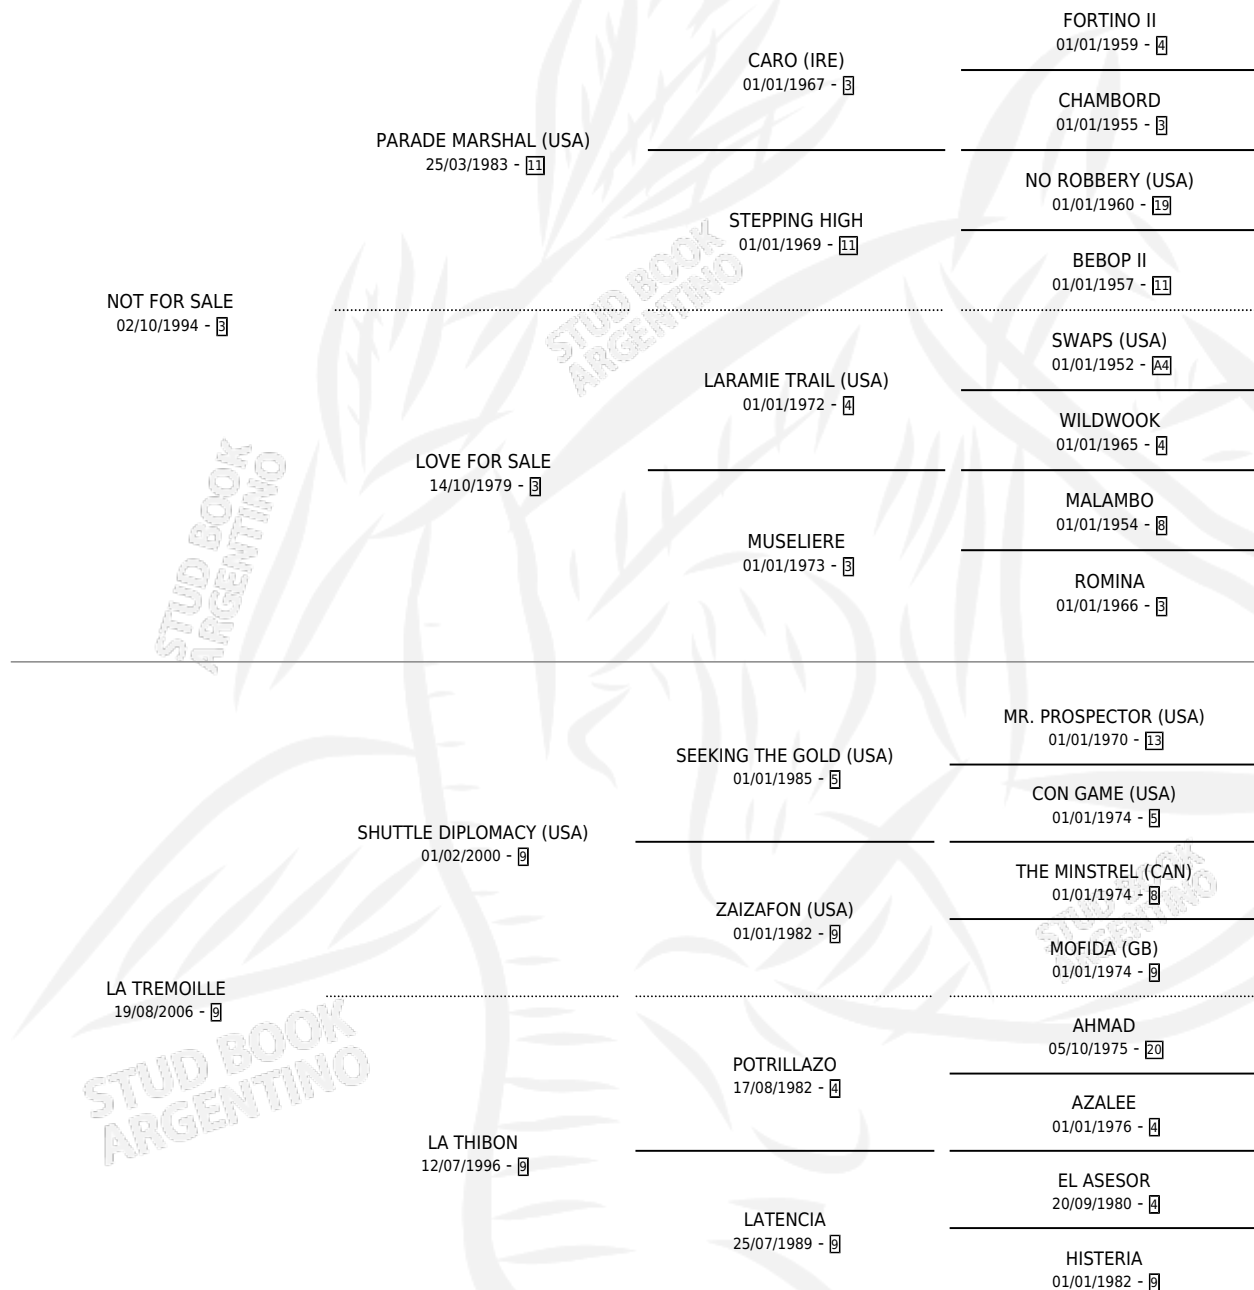 FORTINO II
01/01/1959 - 4
CARO (IRE)
01/01/1967 - 3
CHAMBORD
01/01/1955 - 3
PARADE MARSHAL (USA)
25/03/1983 - 11
NO ROBBERY (USA)
01/01/1960 - 19
STEPPING HIGH
01/01/1969 - 11
BEBOP II
01/01/1957 - 11
NOT FOR SALE
02/10/1994 - 3
STUD BOOK
ARGENTINO
SWAPS (USA)
01/01/1952 - A4
LARAMIE TRAIL (USA)
01/01/1972 - 4
WILDWOOK
01/01/1965 - 4
LOVE FOR SALE
14/10/1979 - 3
MALAMBO
01/01/1954 - 8
MUSELIERE
01/01/1973 - 3
ROMINA
01/01/1966 - 3
STUD BOOK
ARGENTINO
MR. PROSPECTOR (USA)
01/01/1970 - 13
SEEKING THE GOLD (USA)
01/01/1985 - 5
CON GAME (USA)
01/01/1974 - 5
SHUTTLE DIPLOMACY (USA)
01/02/2000 - 9
THE MINSTREL (CAN)
01/01/1974 - 8
ZAIZAFON (USA)
01/01/1982 - 9
MOFIDA (GB)
01/01/1974 - 9
STUD BOOK
ARGENTINO
LA TREMOILLE
19/08/2006 - 9
STUD BOOK
ARGENTINO
AHMAD
05/10/1975 - 20
POTRILLAZO
17/08/1982 - 4
AZALEE
01/01/1976 - 4
LA THIBON
12/07/1996 - 9
EL ASESOR
20/09/1980 - 4
LATENCIA
25/07/1989 - 9
HISTERIA
01/01/1982 - 9